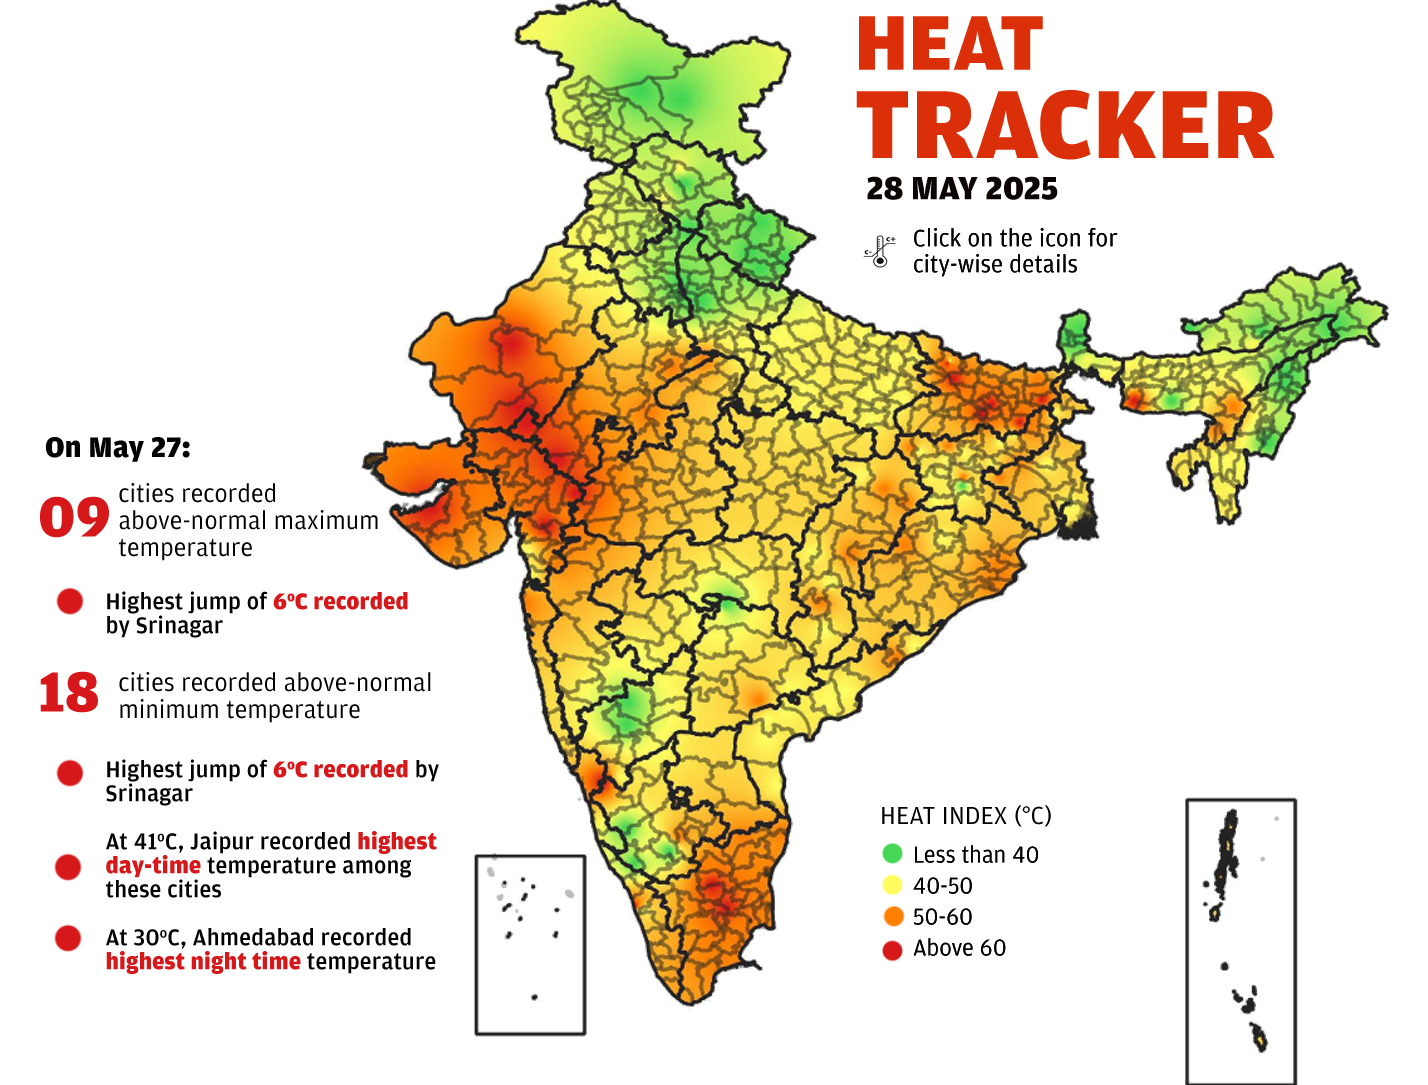 HEAT
TRACKER
28 MAY 2025
Click on the icon for
city-wise details
On May 27:
09
cities recorded
above-normal maximum
temperature
Highest jump of 6ºC recorded
by Srinagar
18
cities recorded above-normal
minimum temperature
Highest jump of 6ºC recorded by
Srinagar
At 41ºC, Jaipur recorded highest
day-time temperature among
these cities
At 30ºC, Ahmedabad recorded
highest night time temperature
HEAT INDEX (°C)
Less than 40
40-50
50-60
Above 60